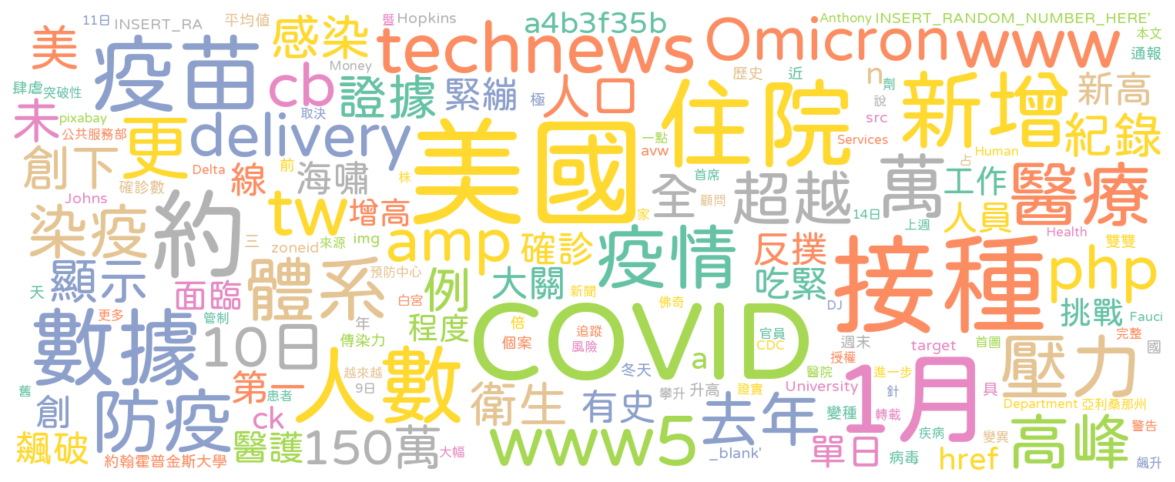 11日 INSERT_RA 平均值 暨 Hopkins a4b3f35b Anthony INSERT_RANDOM_NUMBER_HERE'
美 疫苗 感染 technews Omicron www 本文
通報
肆虐 突破性 cb 證據 緊繃 極 人口 歷史 近 n 劑 新高
pixabay Money 取決 住院 說 新增
未 公共服務部 更 delivery 美國 一點 src 紀錄
創下 Delta 線 前 海嘯 株 avw 首席 Services Human 占
確診數 全 超越 萬 工作 醫療
Johns tw 增高 家 顧問 14日 人員
染疫 約 三 來源 img amp 確診 疫情 反撲 上週 Health 雙雙
zoneid 接種 php
天 顯示 面臨 體系 預防中心 例 大關 新聞 佛奇 吃緊
更多 管制 白宮 COVID DJ 挑戰 Fauci
數據 10日 年 傳染力 程度 倍 個案 追蹤 風險 官員 CDC 授權 週末 首團 完整
越來越 9日 a 醫院 target 壓力 國
舊 第一 患者 人數 冬天 攀升 升高 證實 University 進一步 針 1月 具
創 防疫 ck 衛生 有史 去年 變種 轉載 Department 亞利桑那州
飆破 醫護 150萬 www5 單日 疾病 變異 高峰 警告
約翰霍普金斯大學 大幅 _blank' 病毒 href 飆升